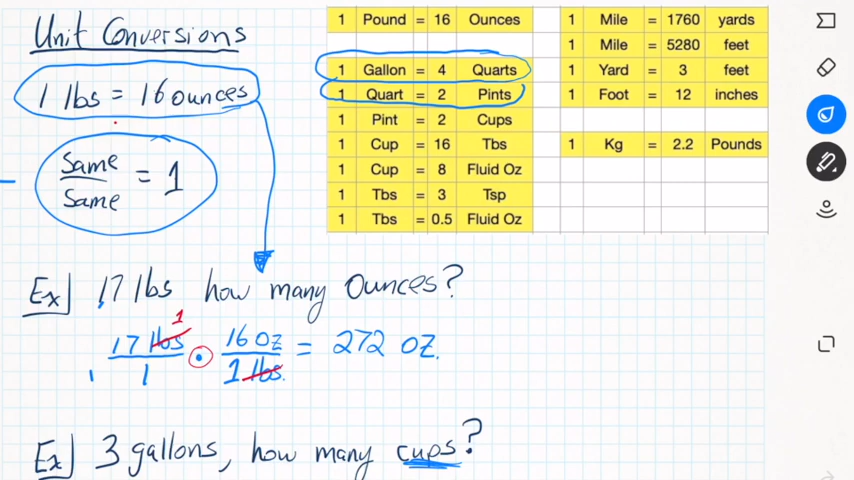 Unit Conversions
1 lbs = 16 ounces
Same
Same
= 1
1 Pound = 16 Ounces
1 Gallon = 4 Quarts
1 Quart = 2 Pints
1 Pint = 2 Cups
1 Cup = 16 Tbs
1 Cup = 8 Fluid Oz
1 Tbs = 3 Tsp
1 Tbs = 0.5 Fluid Oz
1 Mile = 1760 yards
1 Mile = 5280 feet
1 Yard = 3 feet
1 Foot = 12 inches
1 Kg = 2.2 Pounds
Ex] 17 lbs how many Ounces?
1
17 lbs • 16 oz = 272 oz.
1 1 lbs.
Ex] 3 gallons, how many cups?